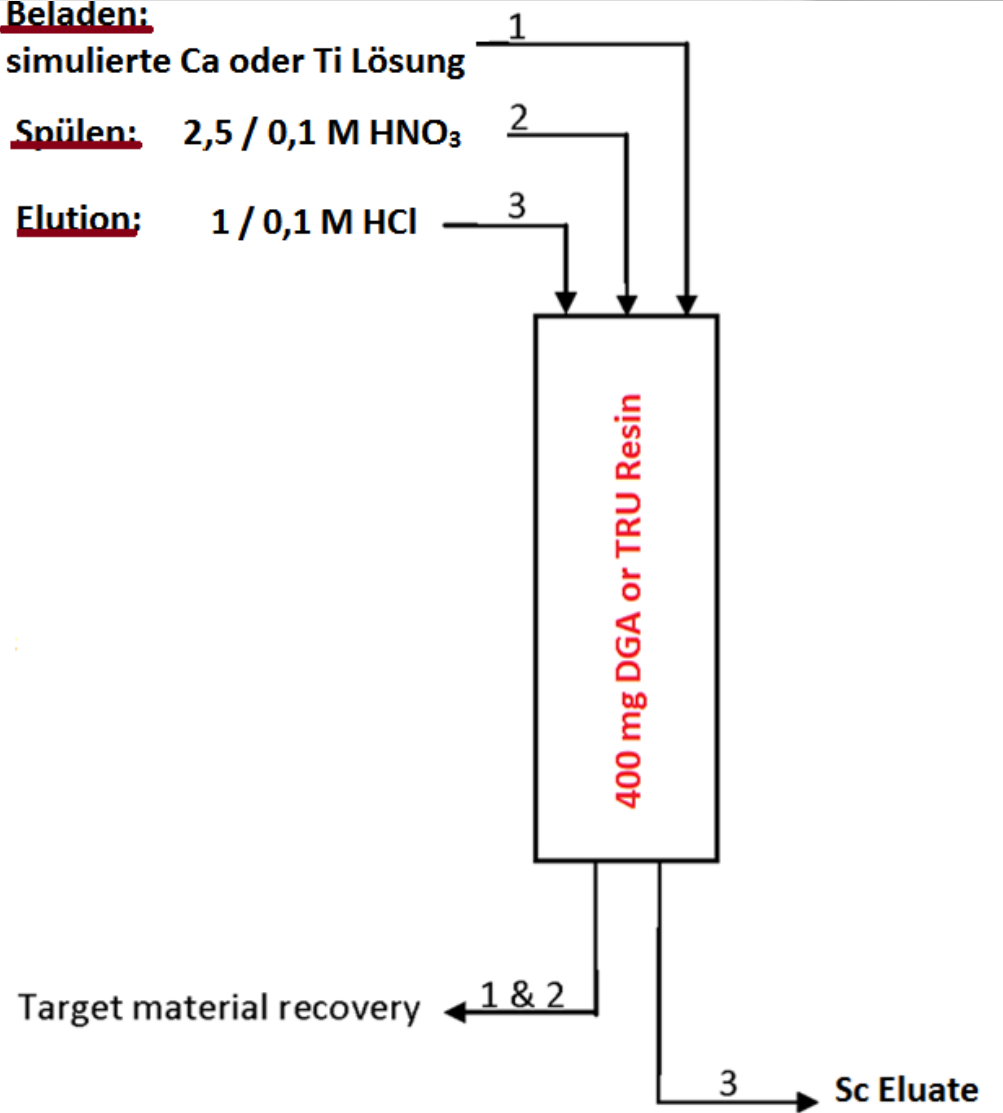 Beladen:
simulierte Ca oder Ti Lösung
1
Spülen: 2,5 / 0,1 M HNO₃
2
Elution: 1 / 0,1 M HCl
3
400 mg DGA or TRU Resin
Target material recovery
1 & 2
3
Sc Eluate